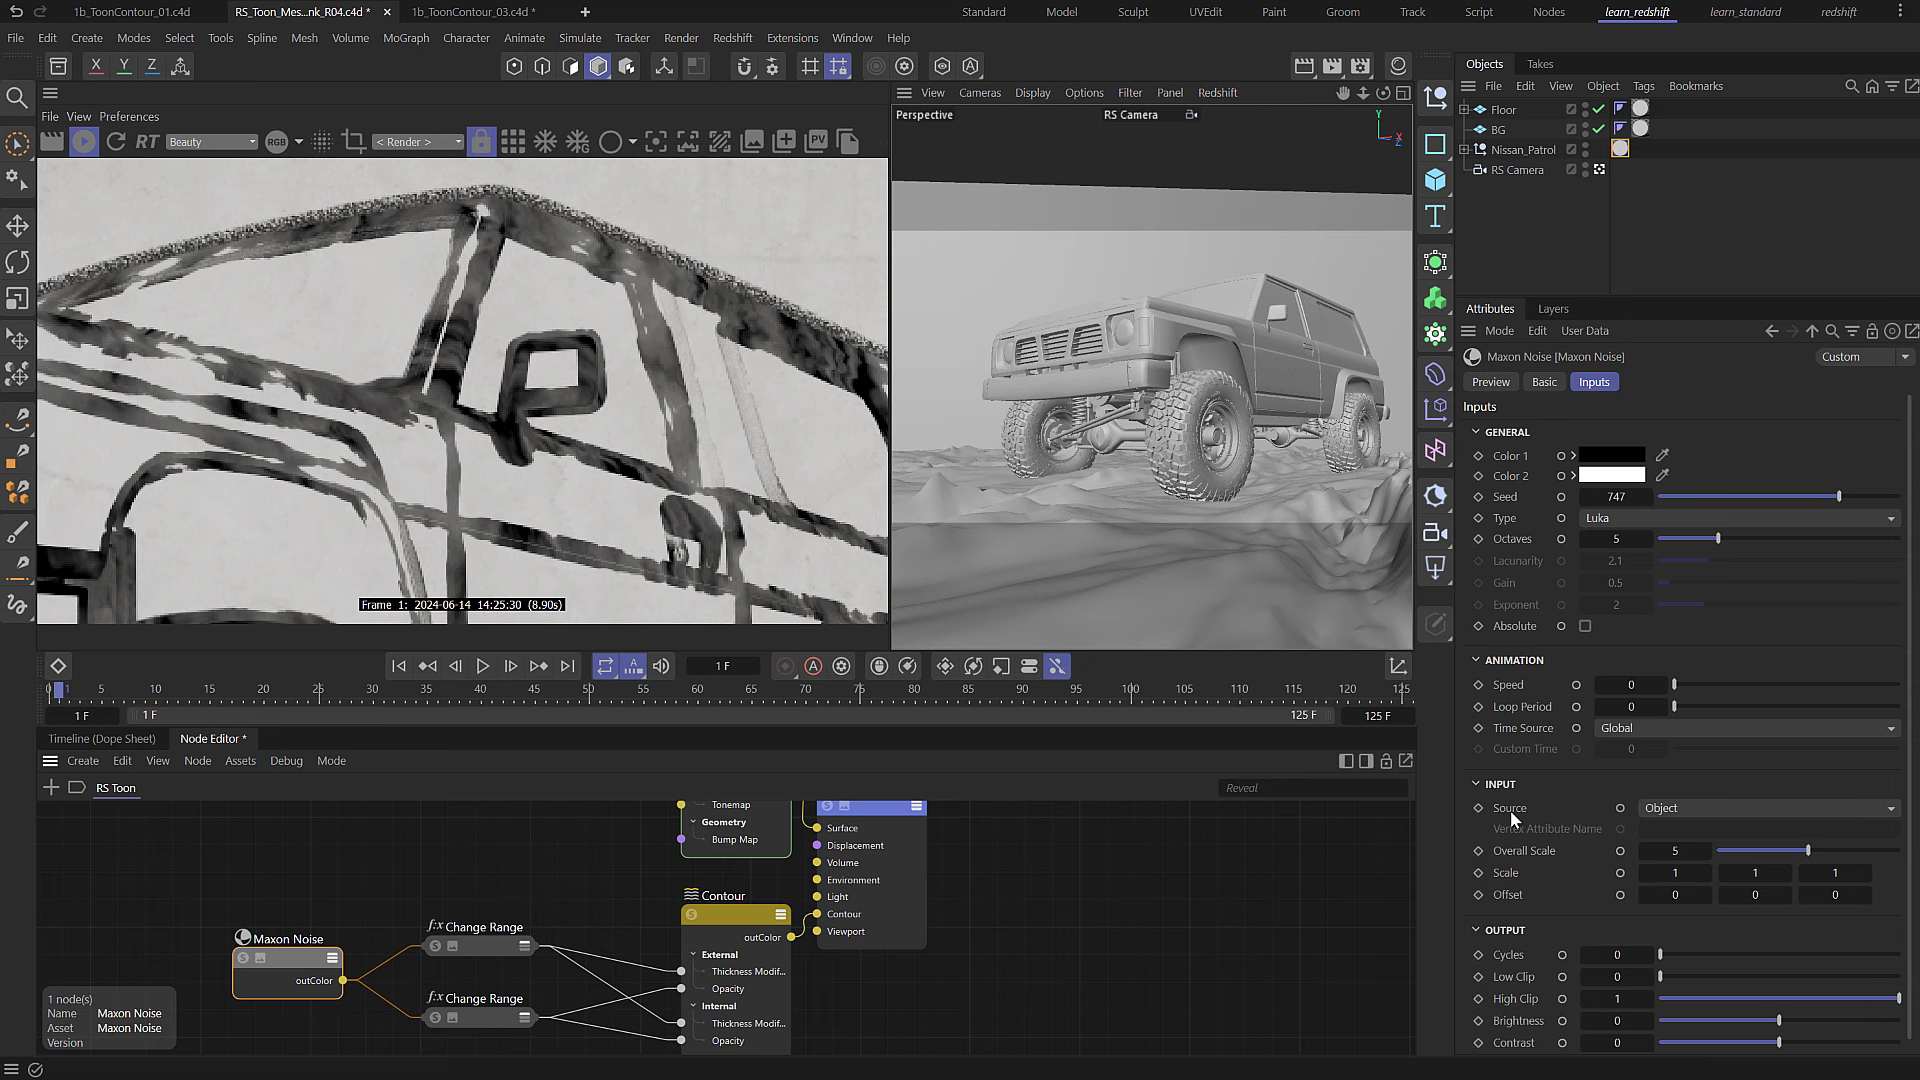 1b_ToonContour_01.c4d
RS_Toon_Mes...nk_R04.c4d *
1b_ToonContour_03.c4d *
Standard
Model
Sculpt
UVEdit
Paint
Groom
Track
Script
Nodes
learn_redshift
learn_standard
redshift
File Edit Create Modes Select Tools Spline Mesh Volume MoGraph Character Animate Simulate Tracker Render Redshift Extensions Window Help
X Y Z
File View Preferences
RT Beauty RGB < Render > PV
Frame 1: 2024-06-14 14:25:30 (8.90s)
View Cameras Display Options Filter Panel Redshift
Perspective
RS Camera
Y
X
Z
Objects Takes
File Edit View Object Tags Bookmarks
Floor
BG
Nissan_Patrol
RS Camera
Attributes Layers
Mode Edit User Data
Maxon Noise [Maxon Noise]
Custom
Preview Basic Inputs
Inputs
GENERAL
Color 1
Color 2
Seed 747
Type Luka
Octaves 5
Lacunarity 2.1
Gain 0.5
Exponent 2
Absolute
ANIMATION
Speed 0
Loop Period 0
Time Source Global
Custom Time 0
INPUT
Source Object
Vertex Attribute Name
Overall Scale 5
Scale 1 1 1
Offset 0 0 0
OUTPUT
Cycles 0
Low Clip 0
High Clip 1
Brightness 0
Contrast 0
1 F
0 1 5 10 15 20 25 30 35 40 45 50 55 60 65 70 75 80 85 90 95 100 105 110 115 120 125
1 F 1 F 125 F 125 F
Timeline (Dope Sheet) Node Editor *
Create Edit View Node Assets Debug Mode
RS Toon
Reveal
Tonemap
Geometry
Bump Map
Surface
Displacement
Volume
Environment
Light
Contour
Viewport
Contour
outColor
External
Thickness Modif...
Opacity
Internal
Thickness Modif...
Opacity
Maxon Noise
outColor
Change Range
Change Range
1 node(s)
Name Maxon Noise
Asset Maxon Noise
Version